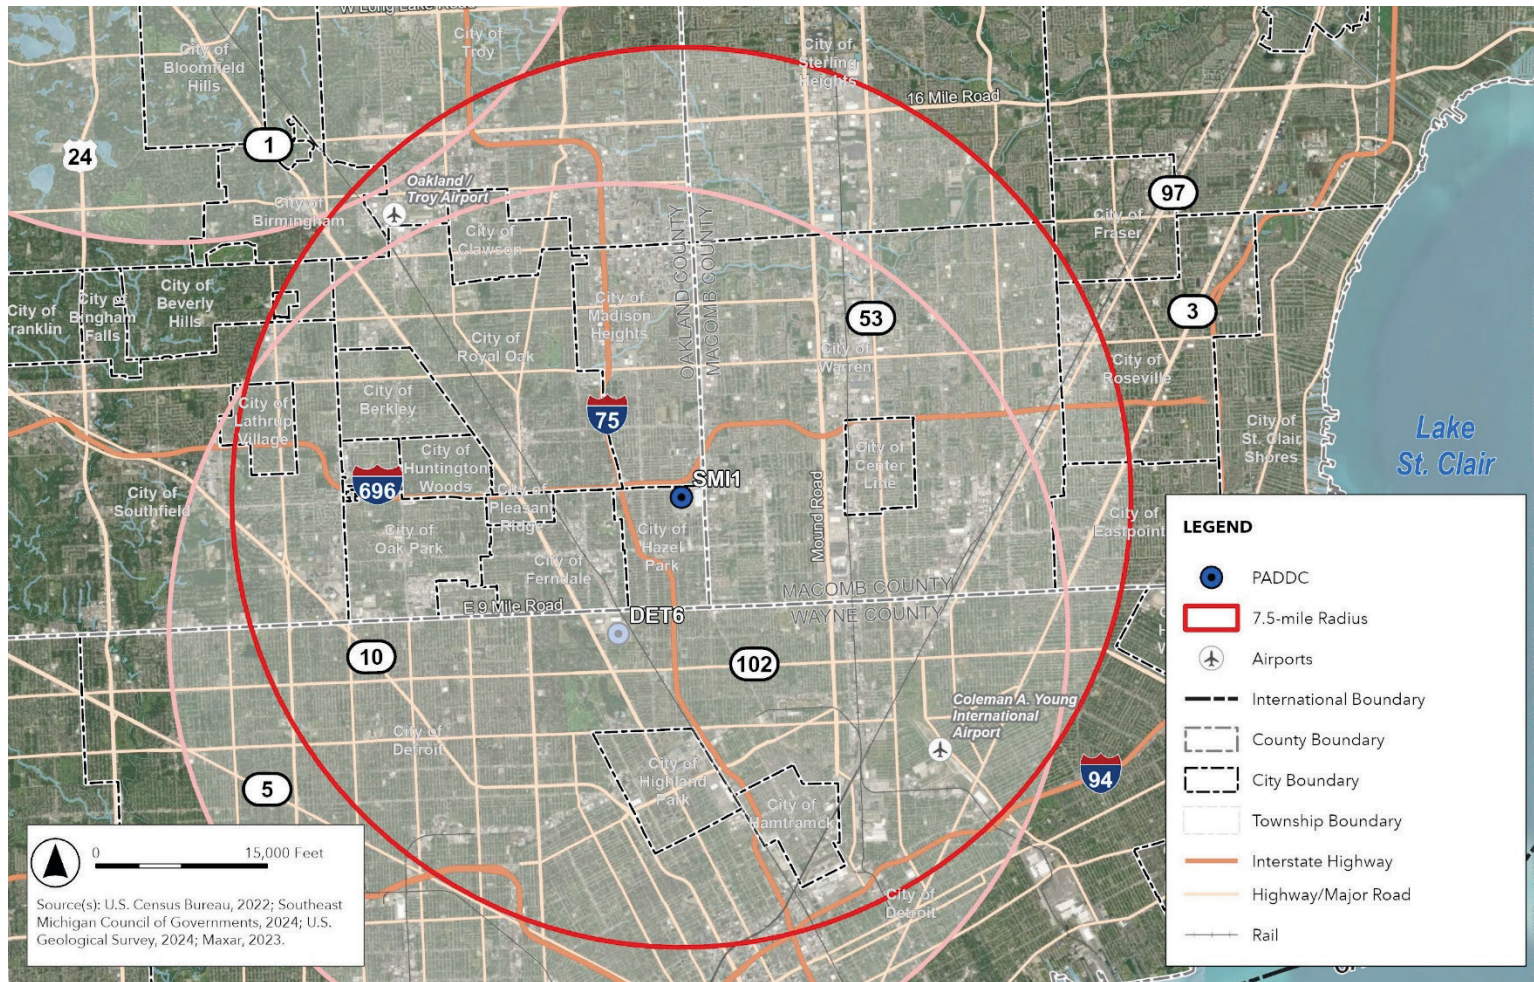 W Long Lake Road
City of
Troy
City of
Sterling
Heights
City of
Bloomfield
Hills
16 Mile Road
1
24
Oakland /
Troy Airport
97
City of
Birmingham
City of
Clawson
City of
Fraser
OAKLAND COUNTY
MACOMB COUNTY
City of
Beverly
Hills
City of
Bingham
Falls
City of
Franklin
City of
Madison
Heights
53
3
City of
Royal Oak
City of
Warren
City of
Roseville
City of
Berkley
City of
Lathrup
Village
75
City of
St. Clair
Shores
Lake
St. Clair
City of
Huntington
Woods
City of
Center
Line
696
SMI1
City of
Southfield
City of
Pleasant
Ridge
Mound Road
City of
Oak Park
City of
Hazel
Park
City of
Eastpointe
City of
Ferndale
E 9 Mile Road
MACOMB COUNTY
WAYNE COUNTY
DET6
10
102
Coleman A. Young
International
Airport
City of
Detroit
City of
Highland
Park
94
5
City of
Hamtramck
City of
Detroit
LEGEND
PADDC
7.5-mile Radius
Airports
International Boundary
County Boundary
City Boundary
Township Boundary
Interstate Highway
Highway/Major Road
Rail
0 15,000 Feet
Source(s): U.S. Census Bureau, 2022; Southeast
Michigan Council of Governments, 2024; U.S.
Geological Survey, 2024; Maxar, 2023.